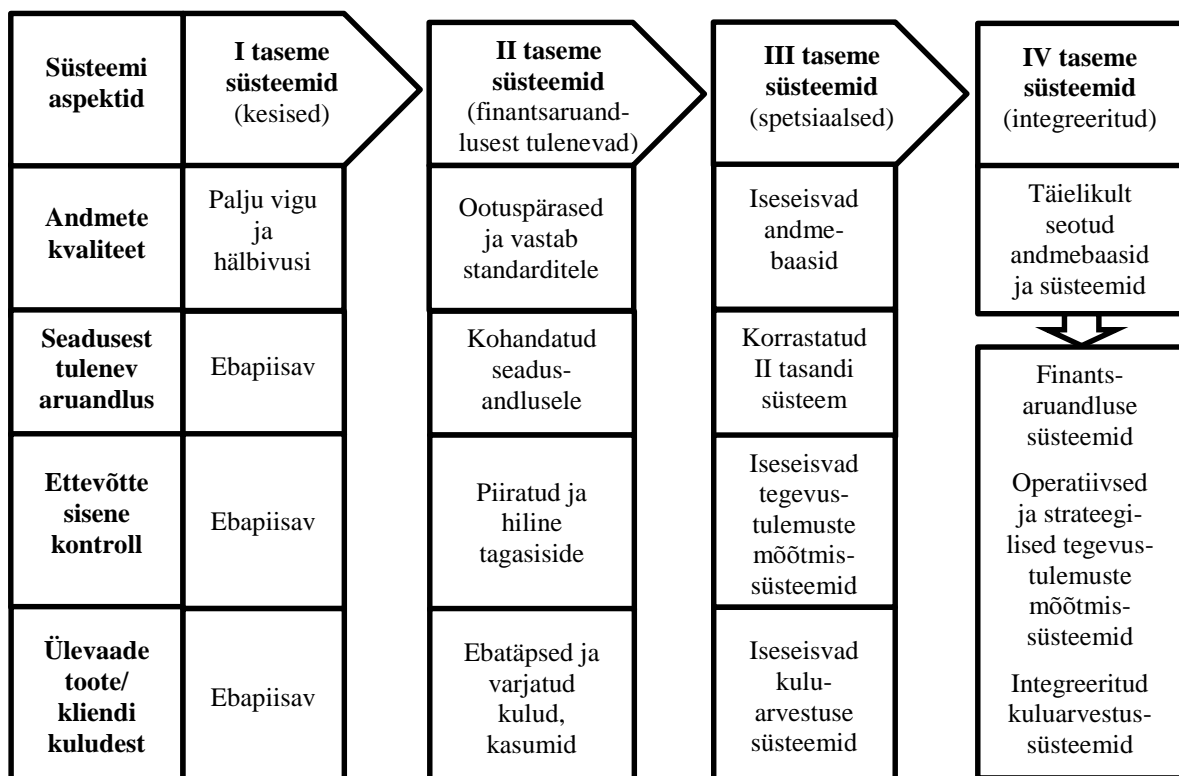 Süsteemi
aspektid
I taseme
süsteemid
(kesised)
II taseme
süsteemid
(finantsaruand-
lusest tulenevad)
III taseme
süsteemid
(spetsiaalsed)
IV taseme
süsteemid
(integreeritud)
Andmete
kvaliteet
Palju vigu
ja
hälbivusi
Ootuspärased
ja vastab
standarditele
Iseseisvad
andme-
baasid
Täielikult
seotud
andmebaasid
ja süsteemid
Seadusest
tulenev
aruandlus
Ebapiisav
Kohandatud
seadus-
andlusele
Korrastatud
II tasandi
süsteem
Finants-
aruandluse
süsteemid
Ettevõtte
sisene
kontroll
Ebapiisav
Piiratud ja
hiline
tagasiside
Iseseisvad
tegevus-
tulemuste
mõõtmis-
süsteemid
Operatiivsed
ja strateegi-
lised tegevus-
tulemuste
mõõtmis-
süsteemid
Ülevaade
toote/
kliendi
kuludest
Ebapiisav
Ebatäpsed ja
varjatud
kulud,
kasumid
Iseseisvad
kulu-
arvestuse
süsteemid
Integreeritud
kuluarvestus-
süsteemid